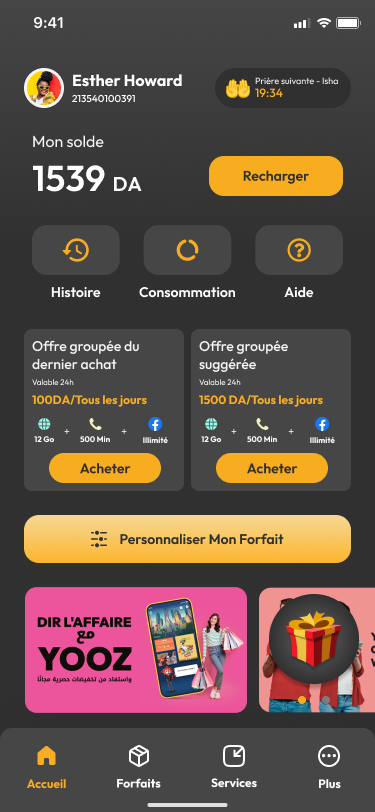 9:41
Esther Howard
213540100391
Prière suivante - Isha
19:34
Mon solde
1539 DA
Recharger
Histoire
Consommation
Aide
Offre groupée du
dernier achat
Valable 24h
100DA/Tous les jours
12 Go + 500 Min + Illimité
Acheter
Offre groupée
suggérée
Valable 24h
1500 DA/Tous les jours
12 Go + 500 Min + Illimité
Acheter
Personnaliser Mon Forfait
DIR L'AFFAIRE
مع
YOOZ
واستفاد من تخفيضات حصرية مجانًا
Accueil
Forfaits
Services
Plus